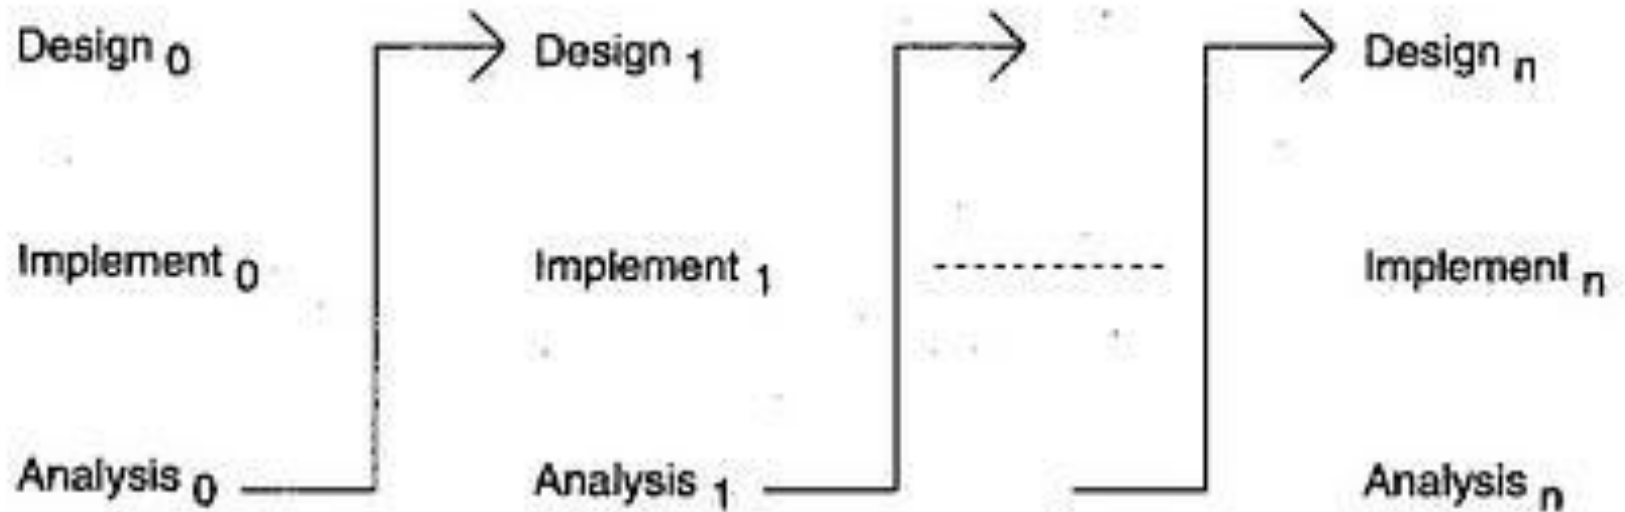 Design 0
Implement 0
Analysis 0
Design 1
Implement 1
Analysis 1
Design n
Implement n
Analysis n